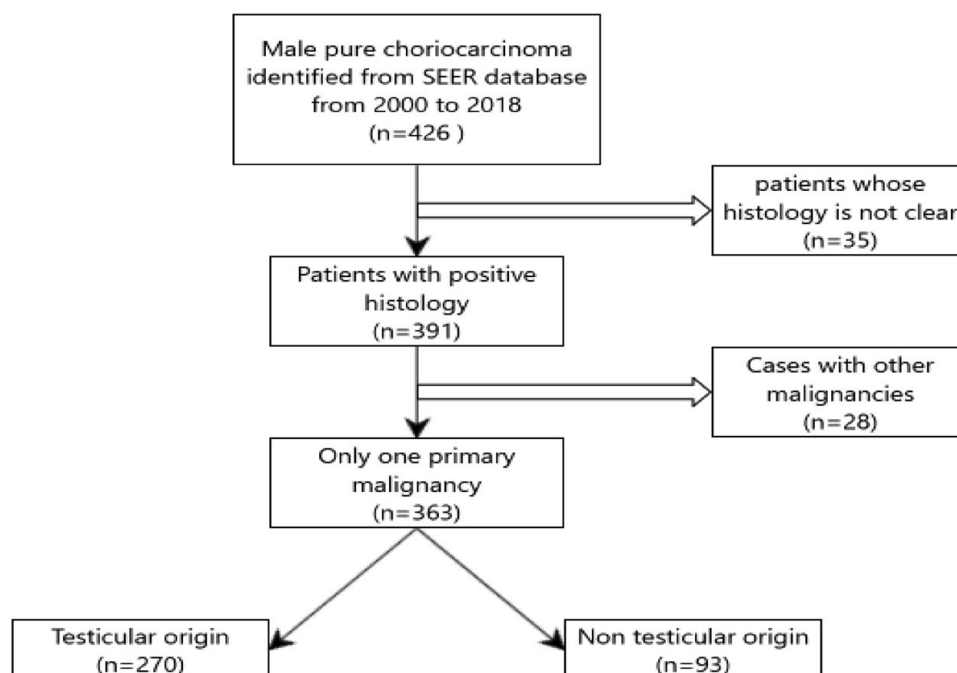 Male pure choriocarcinoma
identified from SEER database
from 2000 to 2018
(n=426 )
patients whose
histology is not clear
(n=35)
Patients with positive
histology
(n=391)
Cases with other
malignancies
(n=28)
Only one primary
malignancy
(n=363)
Testicular origin
(n=270)
Non testicular origin
(n=93)